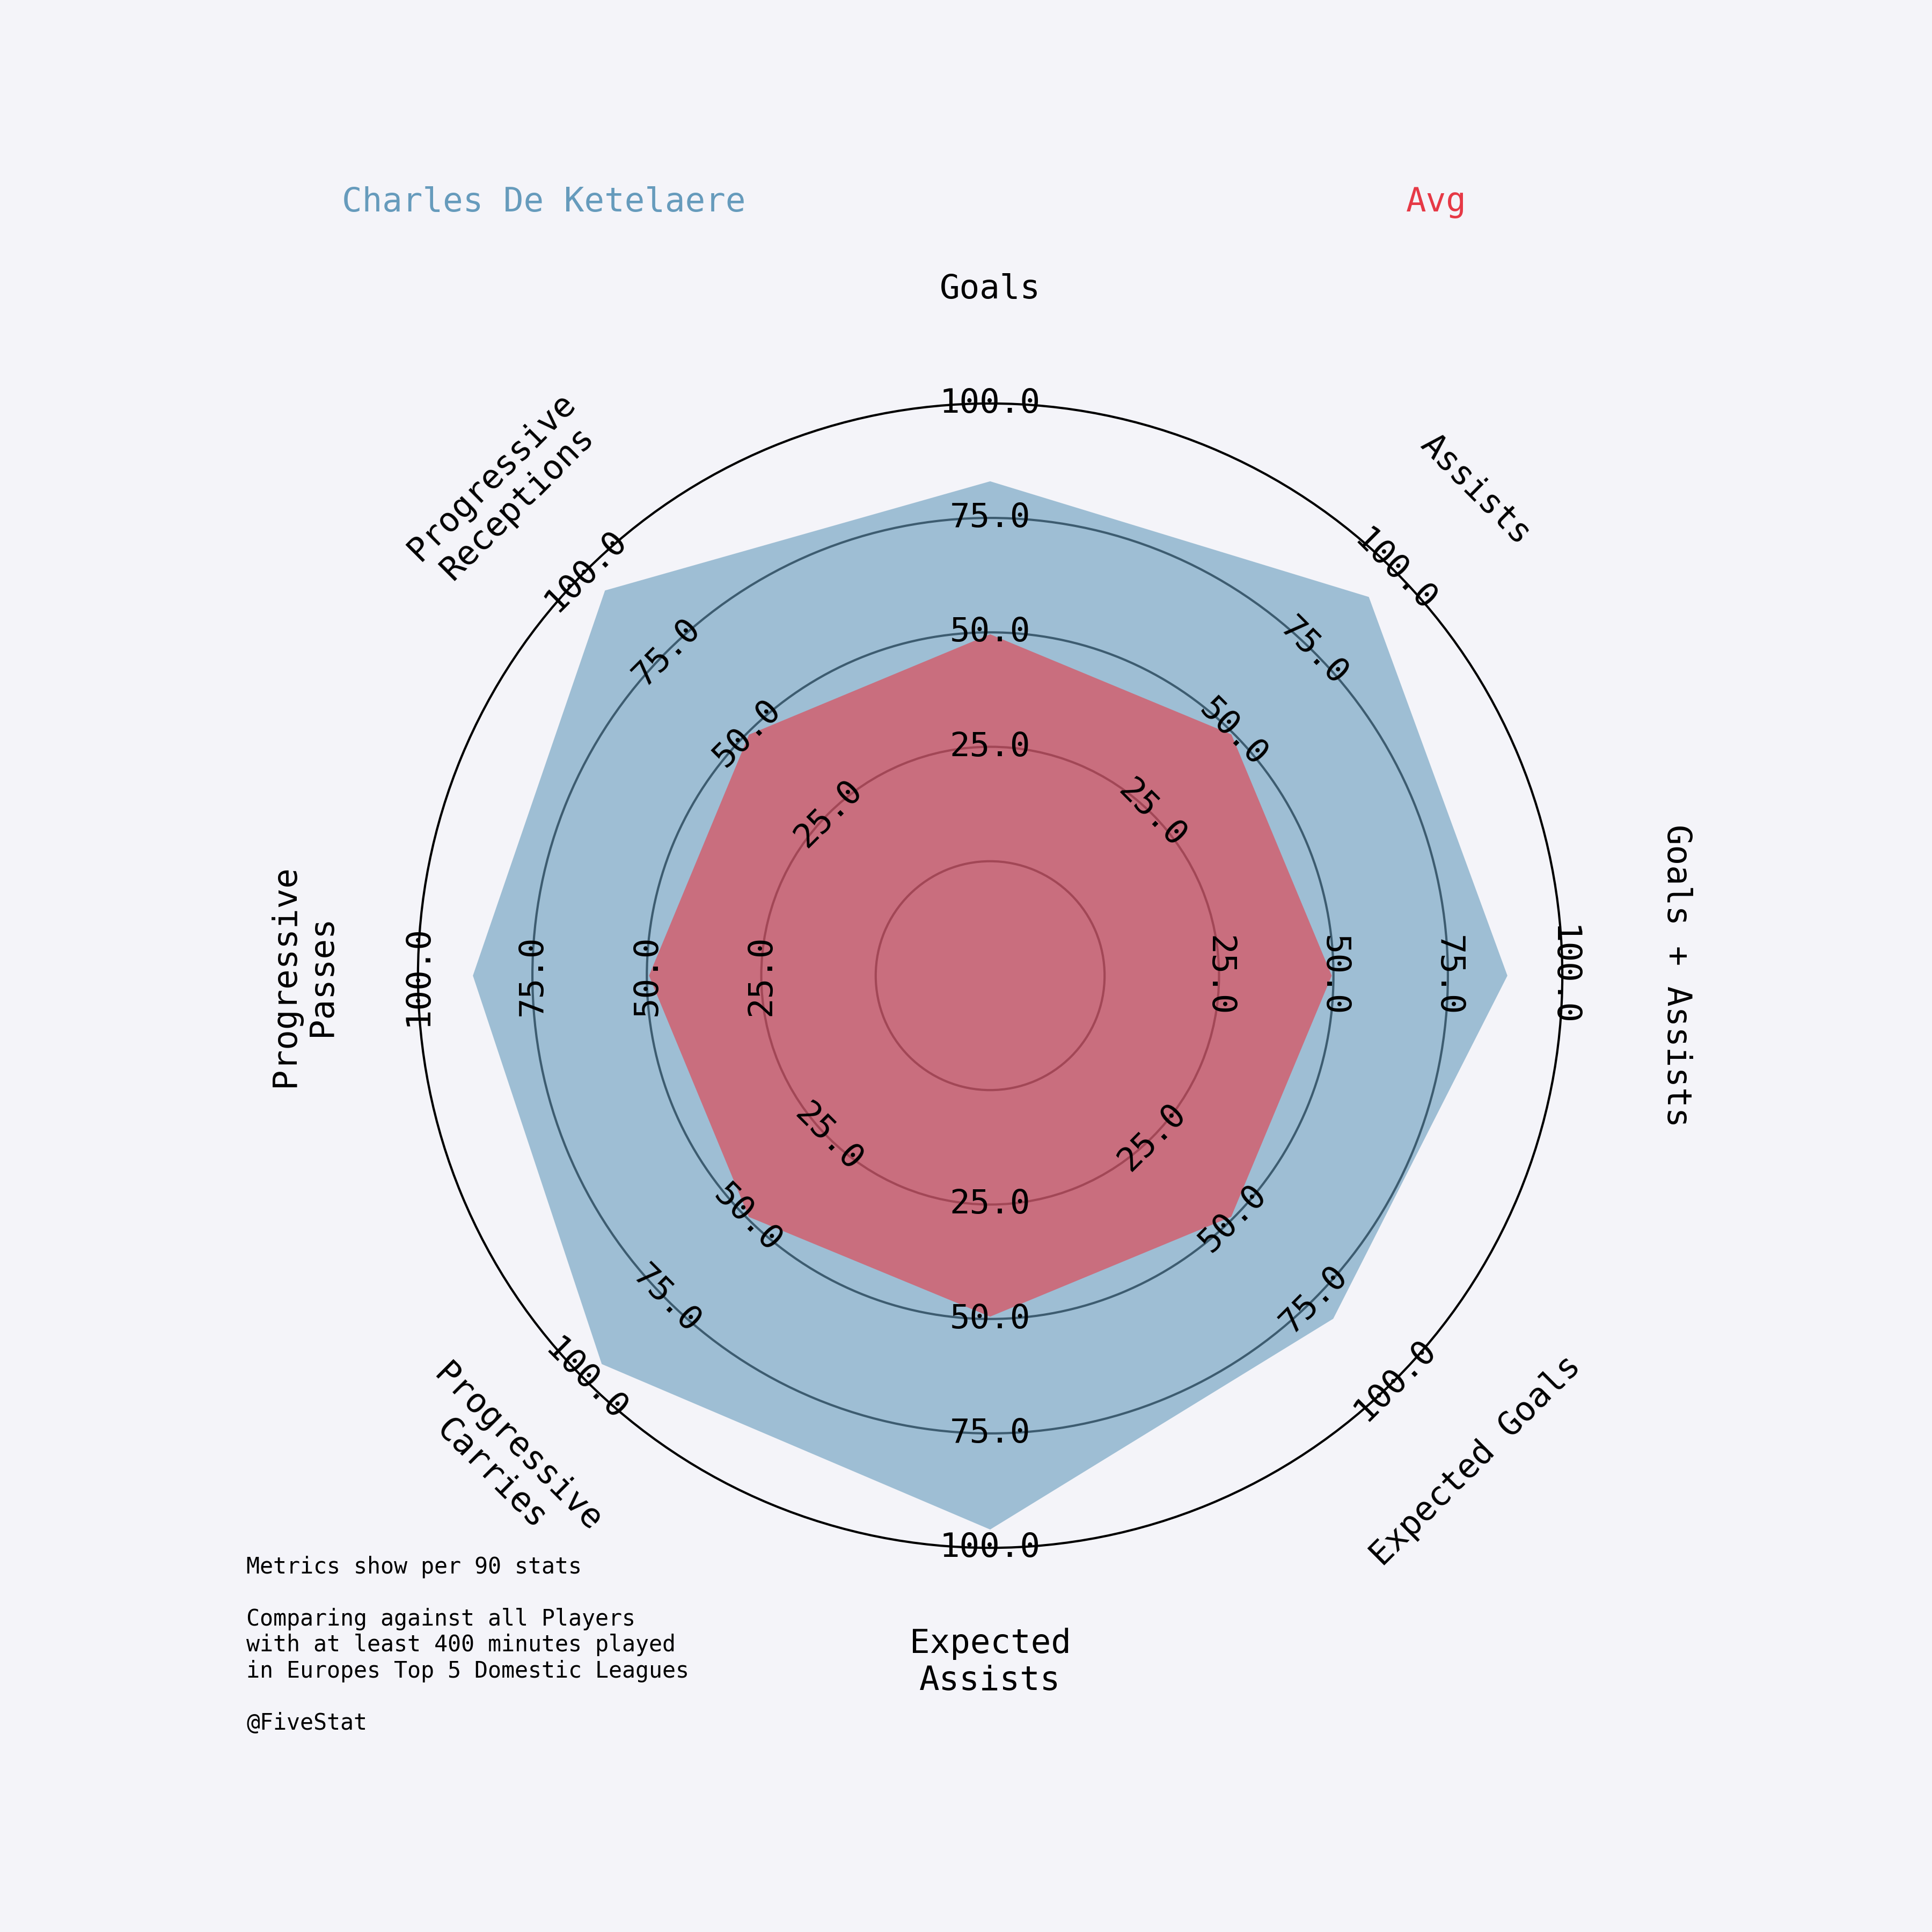 Charles De Ketelaere
Avg
Goals
Assists
Goals + Assists
Expected Goals
Expected
Assists
Progressive
Carries
Progressive
Passes
Progressive
Receptions
25.0
50.0
75.0
100.0
25.0
50.0
75.0
100.0
25.0
50.0
75.0
100.0
25.0
50.0
75.0
100.0
25.0
50.0
75.0
100.0
25.0
50.0
75.0
100.0
25.0
50.0
75.0
100.0
25.0
50.0
75.0
100.0
Metrics show per 90 stats
Comparing against all Players
with at least 400 minutes played
in Europes Top 5 Domestic Leagues
@FiveStat